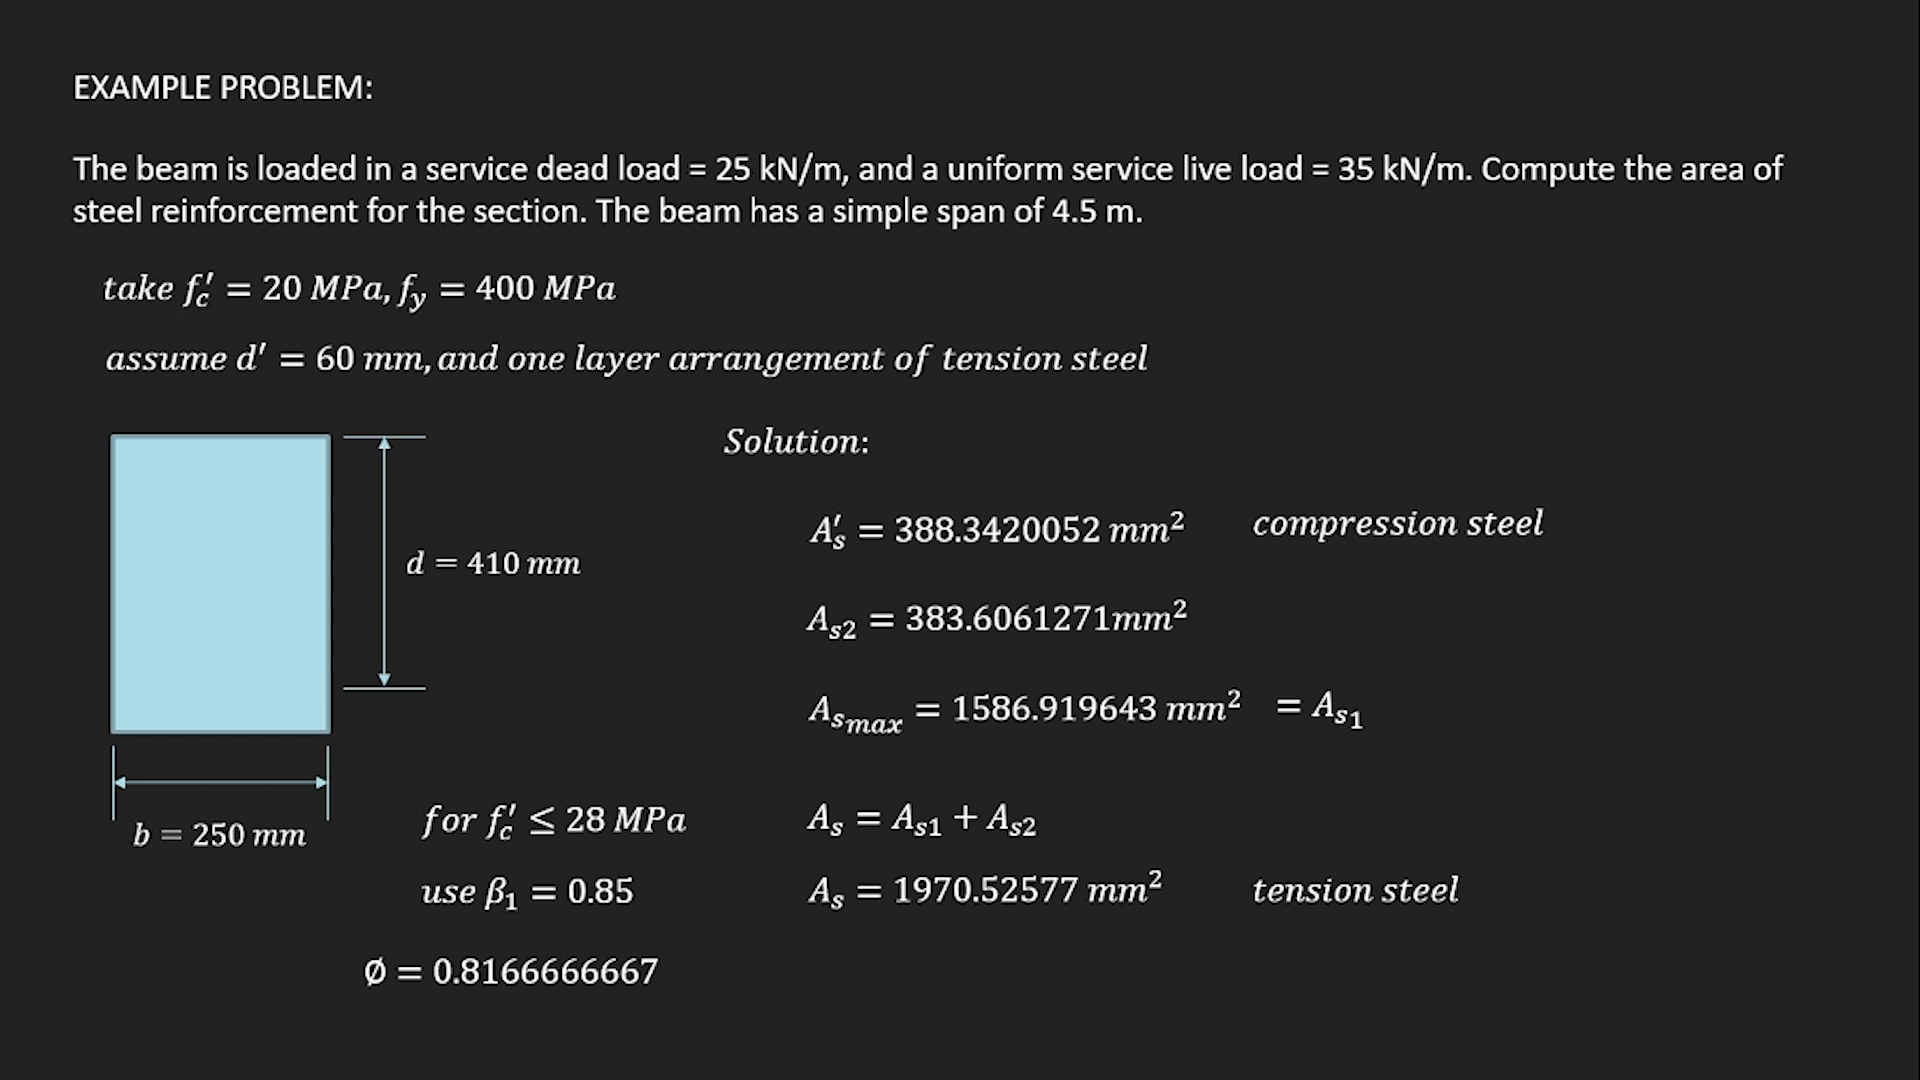 EXAMPLE PROBLEM:
The beam is loaded in a service dead load = 25 kN/m, and a uniform service live load = 35 kN/m. Compute the area of
steel reinforcement for the section. The beam has a simple span of 4.5 m.
take f'c = 20 MPa, fy = 400 MPa
assume d' = 60 mm, and one layer arrangement of tension steel
Solution:
A's = 388.3420052 mm² compression steel
d = 410 mm
As2 = 383.6061271mm²
Asmax = 1586.919643 mm² = As1
for f'c ≤ 28 MPa As = As1 + As2
b = 250 mm
use β1 = 0.85 As = 1970.52577 mm² tension steel
Ø = 0.8166666667